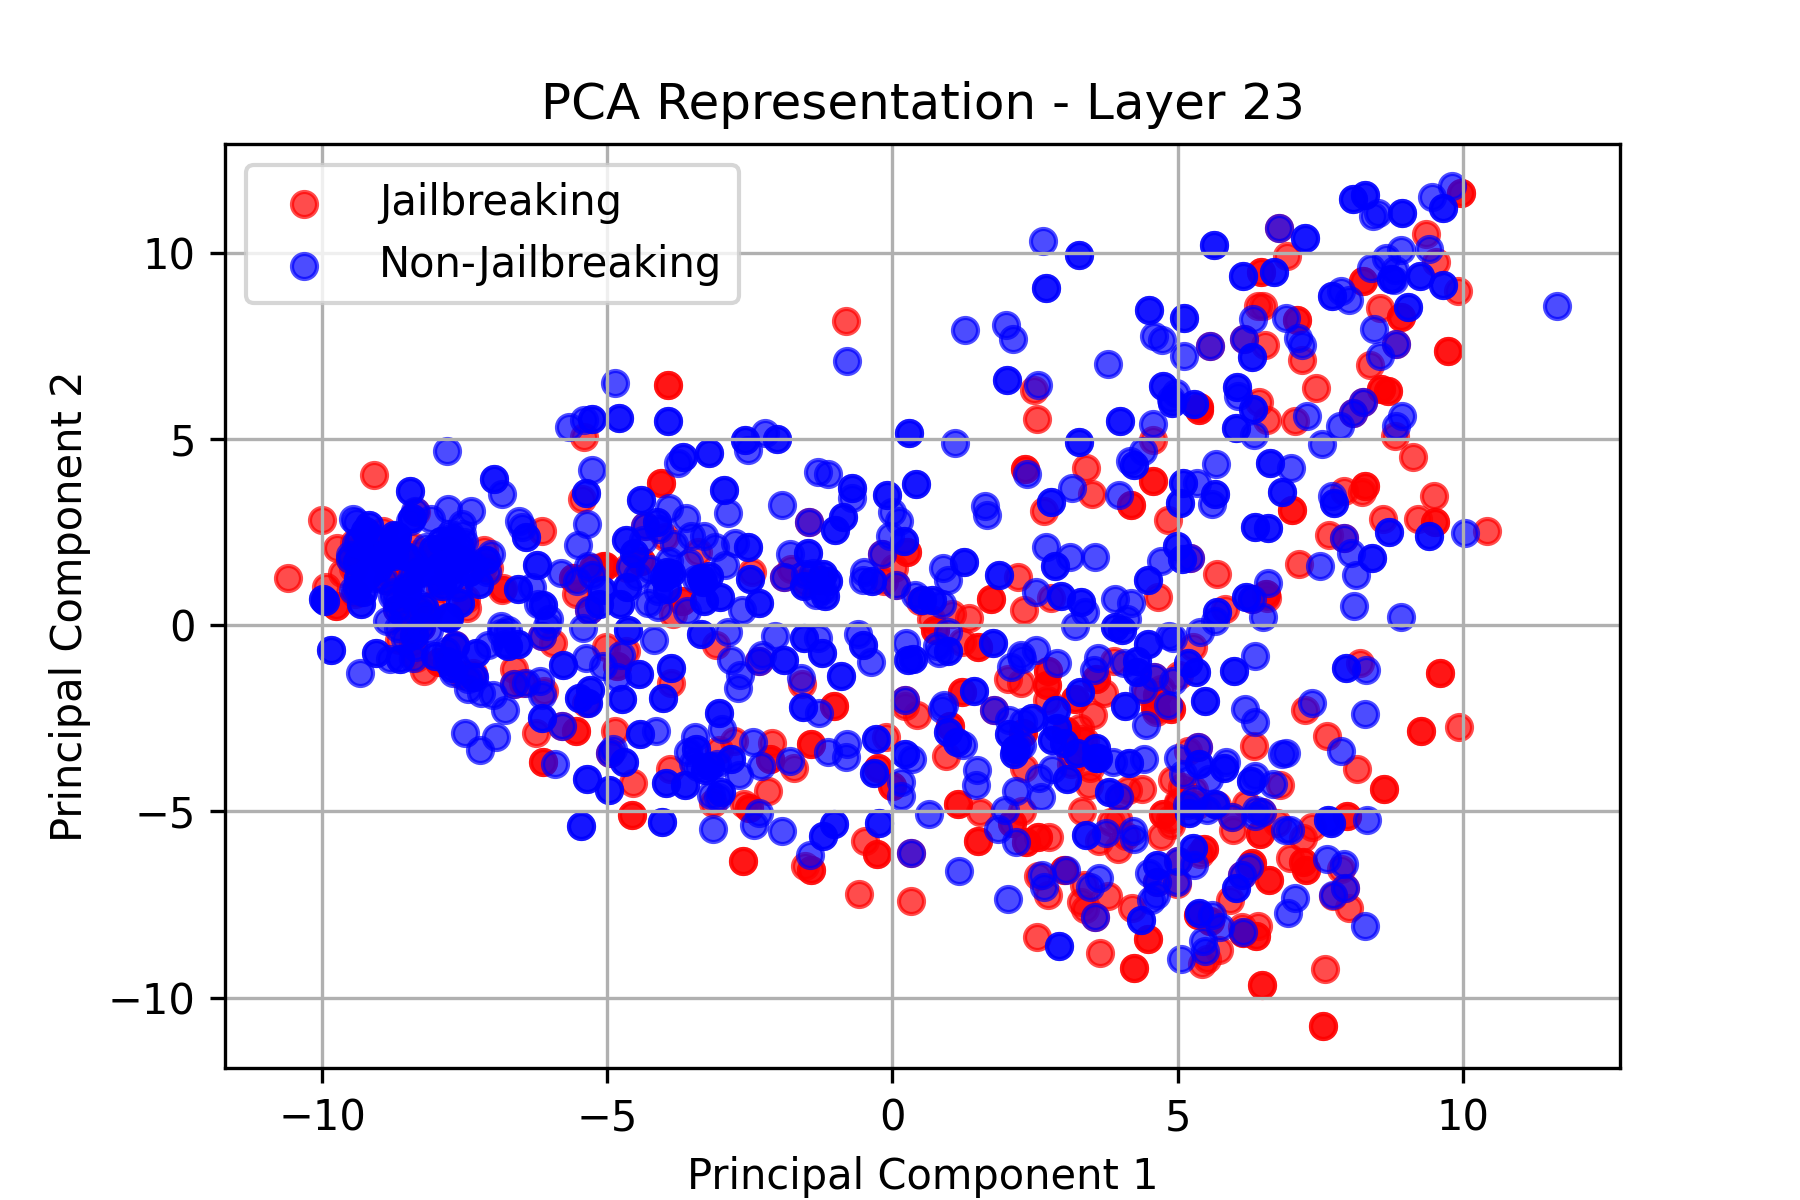 PCA Representation - Layer 23
Jailbreaking
Non-Jailbreaking
Principal Component 2
10
5
0
−5
−10
−10
−5
0
5
10
Principal Component 1